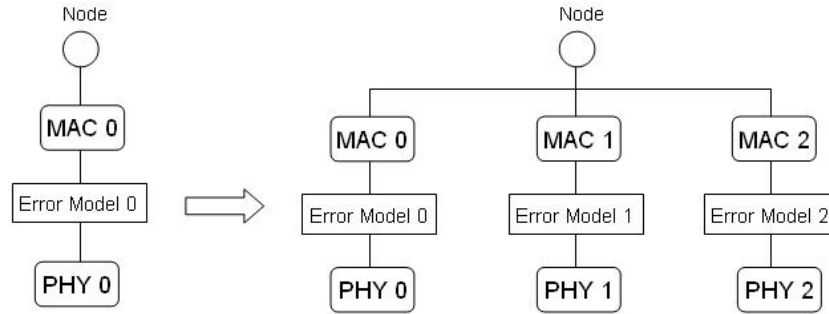 Node
MAC 0
Error Model 0
PHY 0
Node
MAC 0
MAC 1
MAC 2
Error Model 0
Error Model 1
Error Model 2
PHY 0
PHY 1
PHY 2